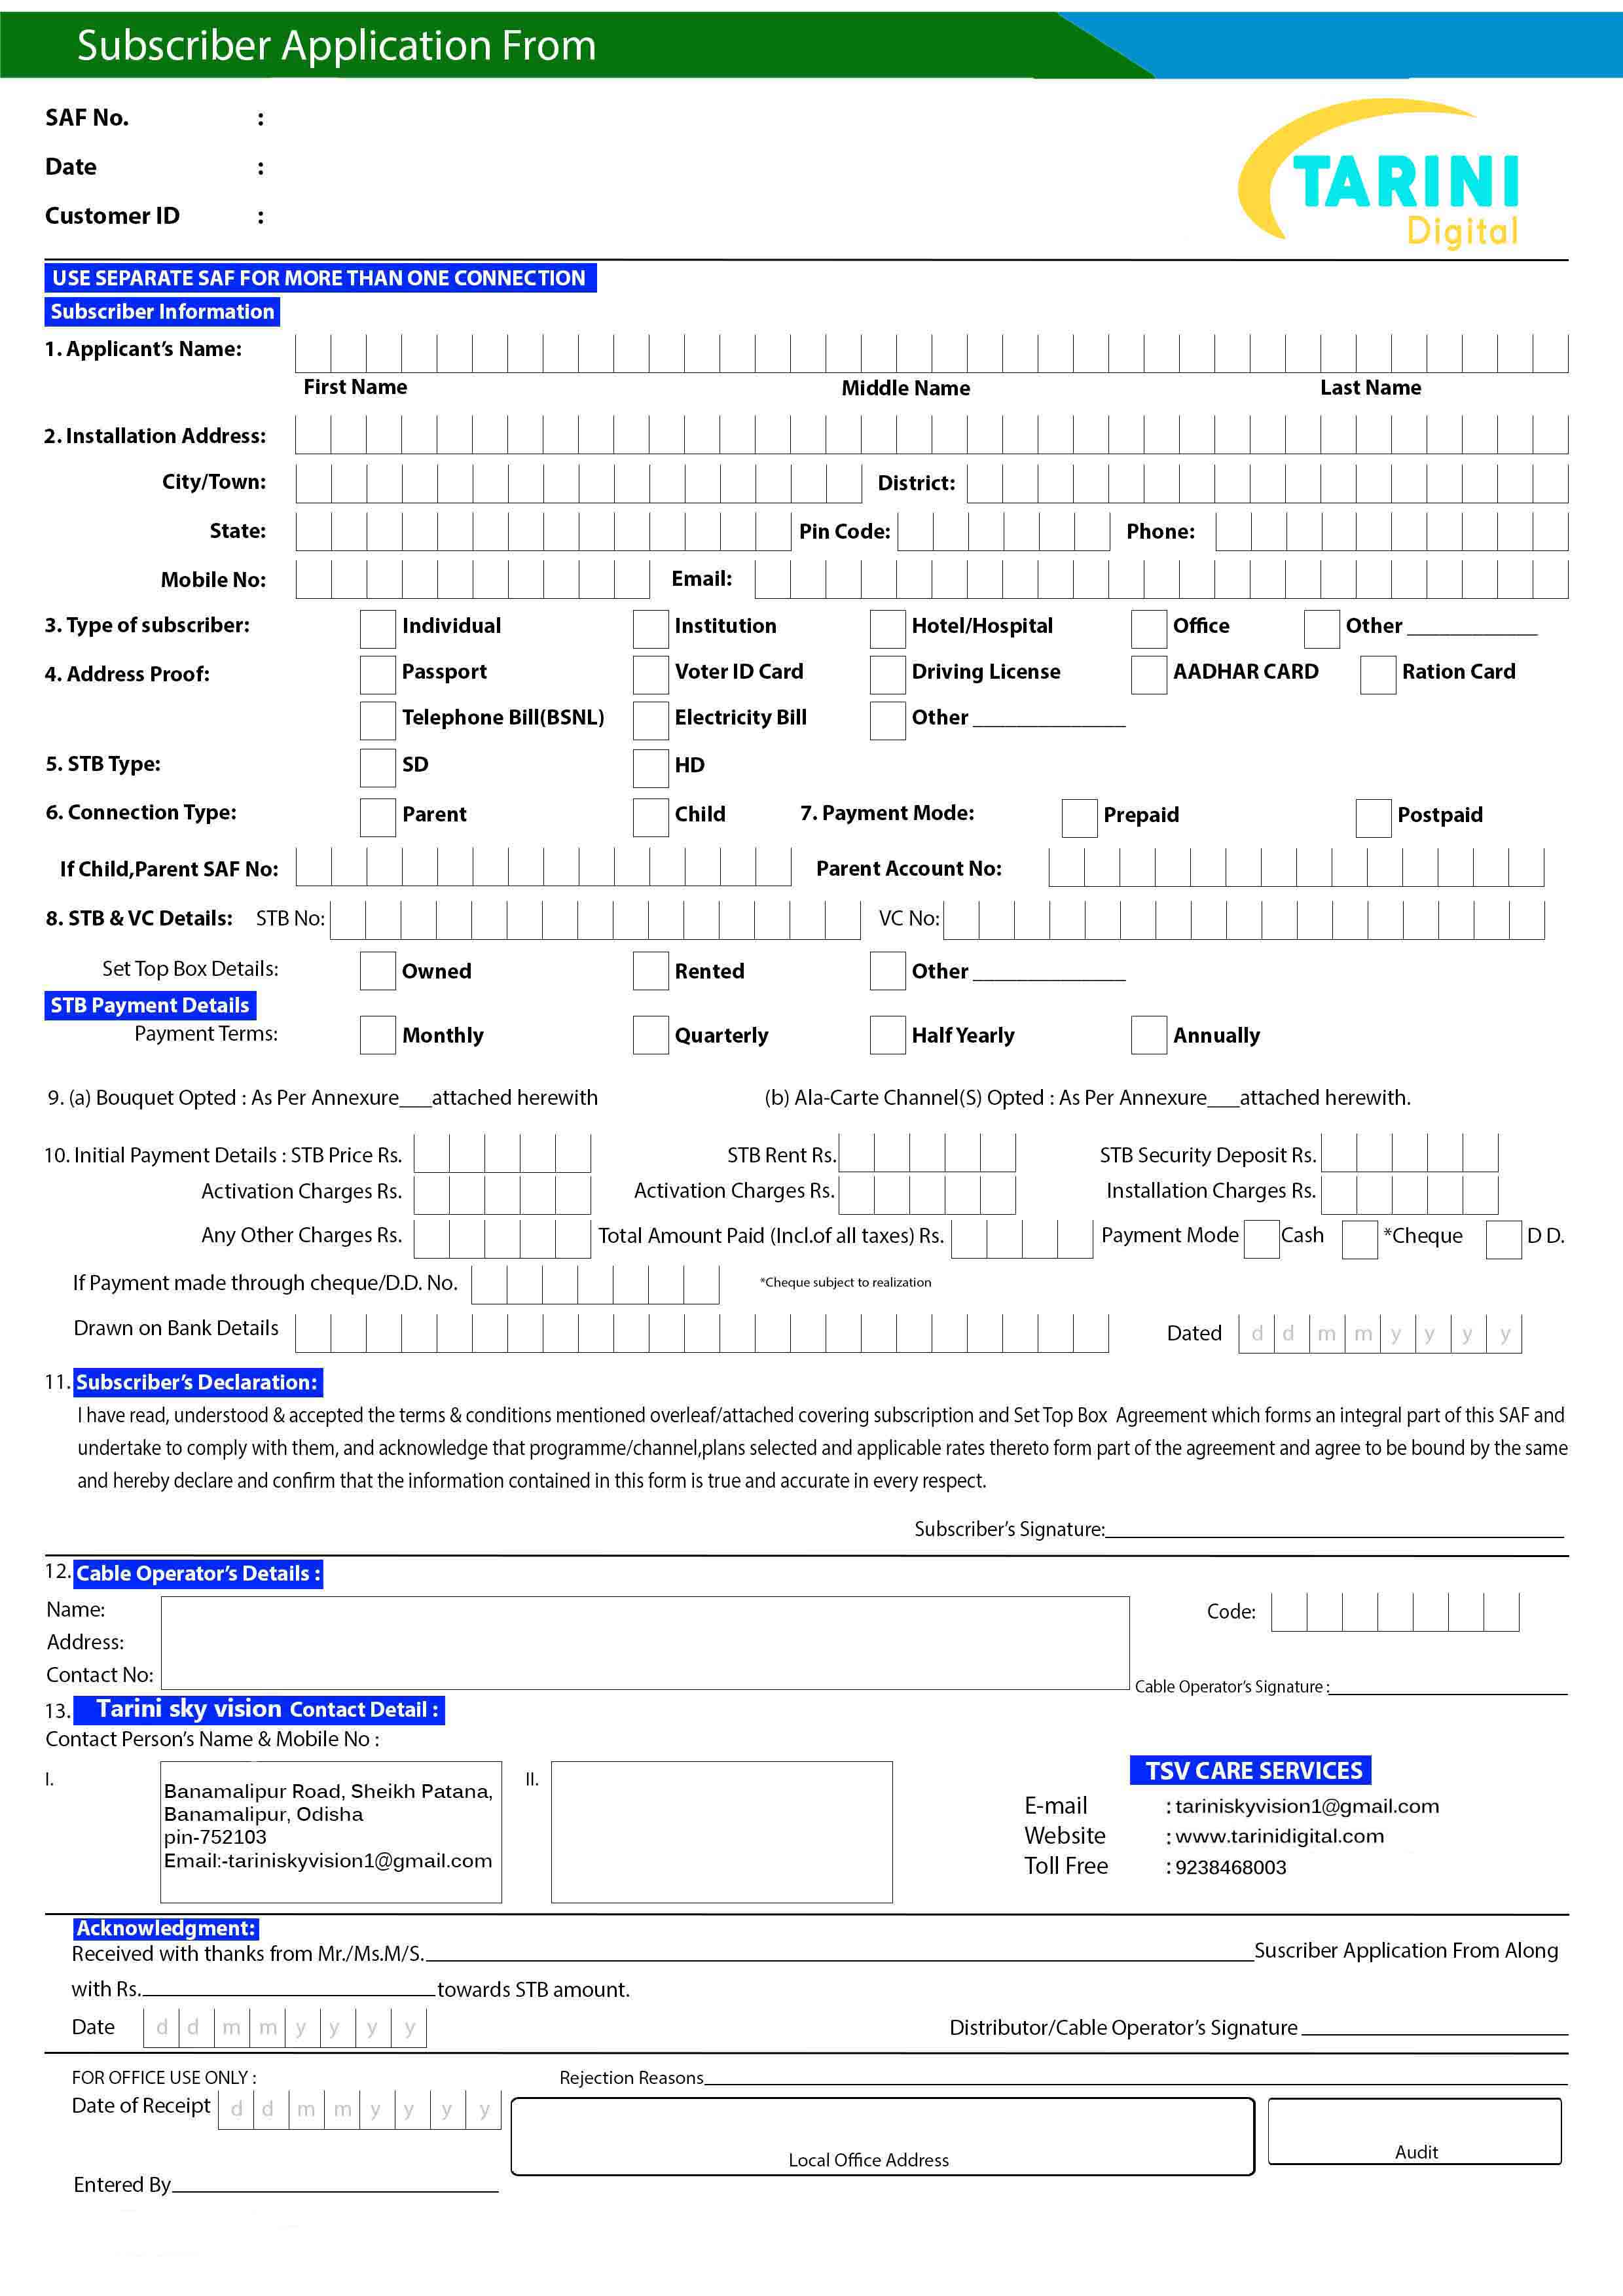 Subscriber Application From
SAF No. :
Date :
Customer ID :
TARINI
Digital
USE SEPARATE SAF FOR MORE THAN ONE CONNECTION
Subscriber Information
1. Applicant's Name:
First Name Middle Name Last Name
2. Installation Address:
City/Town: District:
State: Pin Code: Phone:
Mobile No: Email:
3. Type of subscriber: Individual Institution Hotel/Hospital Office Other ____________
4. Address Proof: Passport Voter ID Card Driving License AADHAR CARD Ration Card
Telephone Bill(BSNL) Electricity Bill Other ______________
5. STB Type: SD HD
6. Connection Type: Parent Child 7. Payment Mode: Prepaid Postpaid
If Child,Parent SAF No: Parent Account No:
8. STB & VC Details: STB No: VC No:
Set Top Box Details: Owned Rented Other ______________
STB Payment Details
Payment Terms: Monthly Quarterly Half Yearly Annually
9. (a) Bouquet Opted : As Per Annexure___attached herewith (b) Ala-Carte Channel(S) Opted : As Per Annexure___attached herewith.
10. Initial Payment Details : STB Price Rs. STB Rent Rs. STB Security Deposit Rs.
Activation Charges Rs. Activation Charges Rs. Installation Charges Rs.
Any Other Charges Rs. Total Amount Paid (Incl.of all taxes) Rs. Payment Mode Cash *Cheque D D.
If Payment made through cheque/D.D. No. *Cheque subject to realization
Drawn on Bank Details Dated d d m m y y y y
11. Subscriber's Declaration:
I have read, understood & accepted the terms & conditions mentioned overleaf/attached covering subscription and Set Top Box Agreement which forms an integral part of this SAF and
undertake to comply with them, and acknowledge that programme/channel,plans selected and applicable rates thereto form part of the agreement and agree to be bound by the same
and hereby declare and confirm that the information contained in this form is true and accurate in every respect.
Subscriber's Signature:
12. Cable Operator's Details :
Name: Code:
Address:
Contact No:
Cable Operator's Signature :
13. Tarini sky vision Contact Detail :
Contact Person's Name & Mobile No :
I. II.
Banamalipur Road, Sheikh Patana,
Banamalipur, Odisha
pin-752103
Email:-tariniskyvision1@gmail.com
TSV CARE SERVICES
E-mail : tariniskyvision1@gmail.com
Website : www.tarinidigital.com
Toll Free : 9238468003
Acknowledgment:
Received with thanks from Mr./Ms.M/S. Suscriber Application From Along
with Rs. towards STB amount.
Date d d m m y y y y Distributor/Cable Operator's Signature
FOR OFFICE USE ONLY : Rejection Reasons
Date of Receipt d d m m y y y y
Local Office Address Audit
Entered By